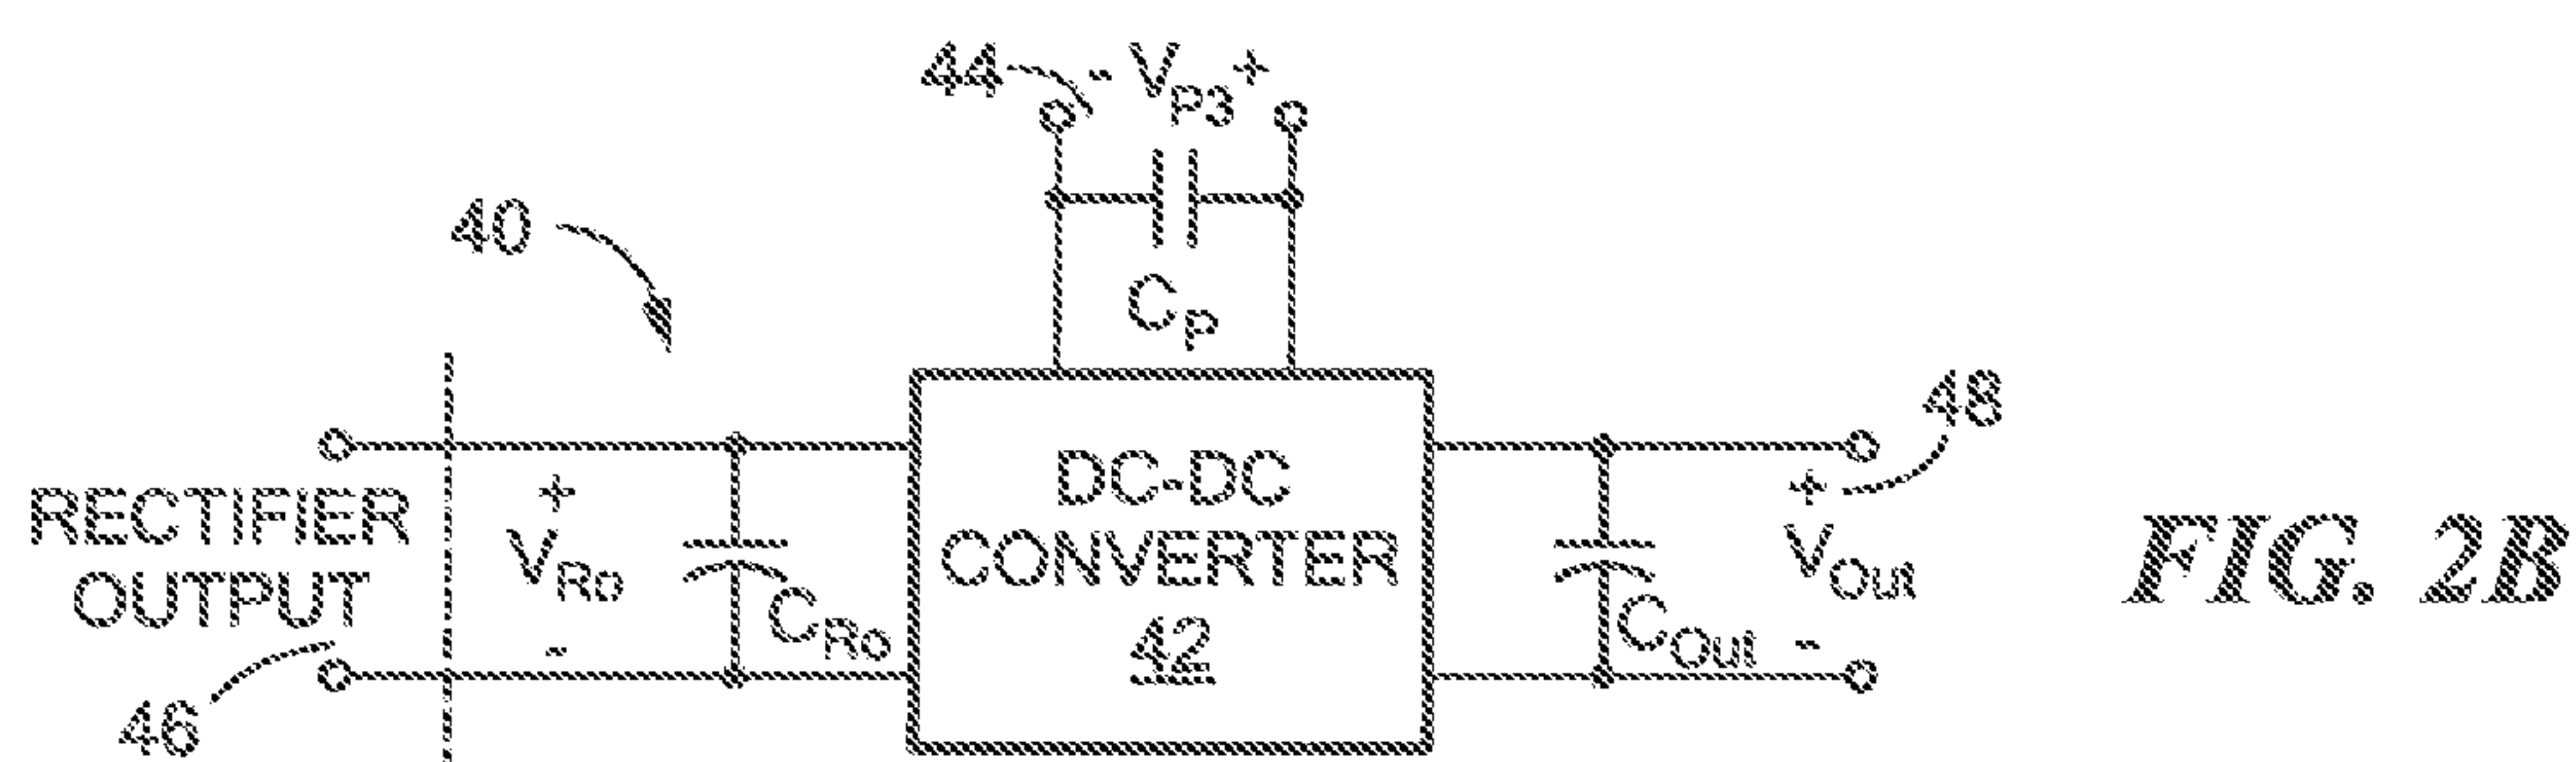 44 - VP3 +
40
CP
48
RECTIFIER
OUTPUT
46
+
VRo
-
CRo
DC-DC
CONVERTER
42
COut
+
VOut
-
FIG. 2B